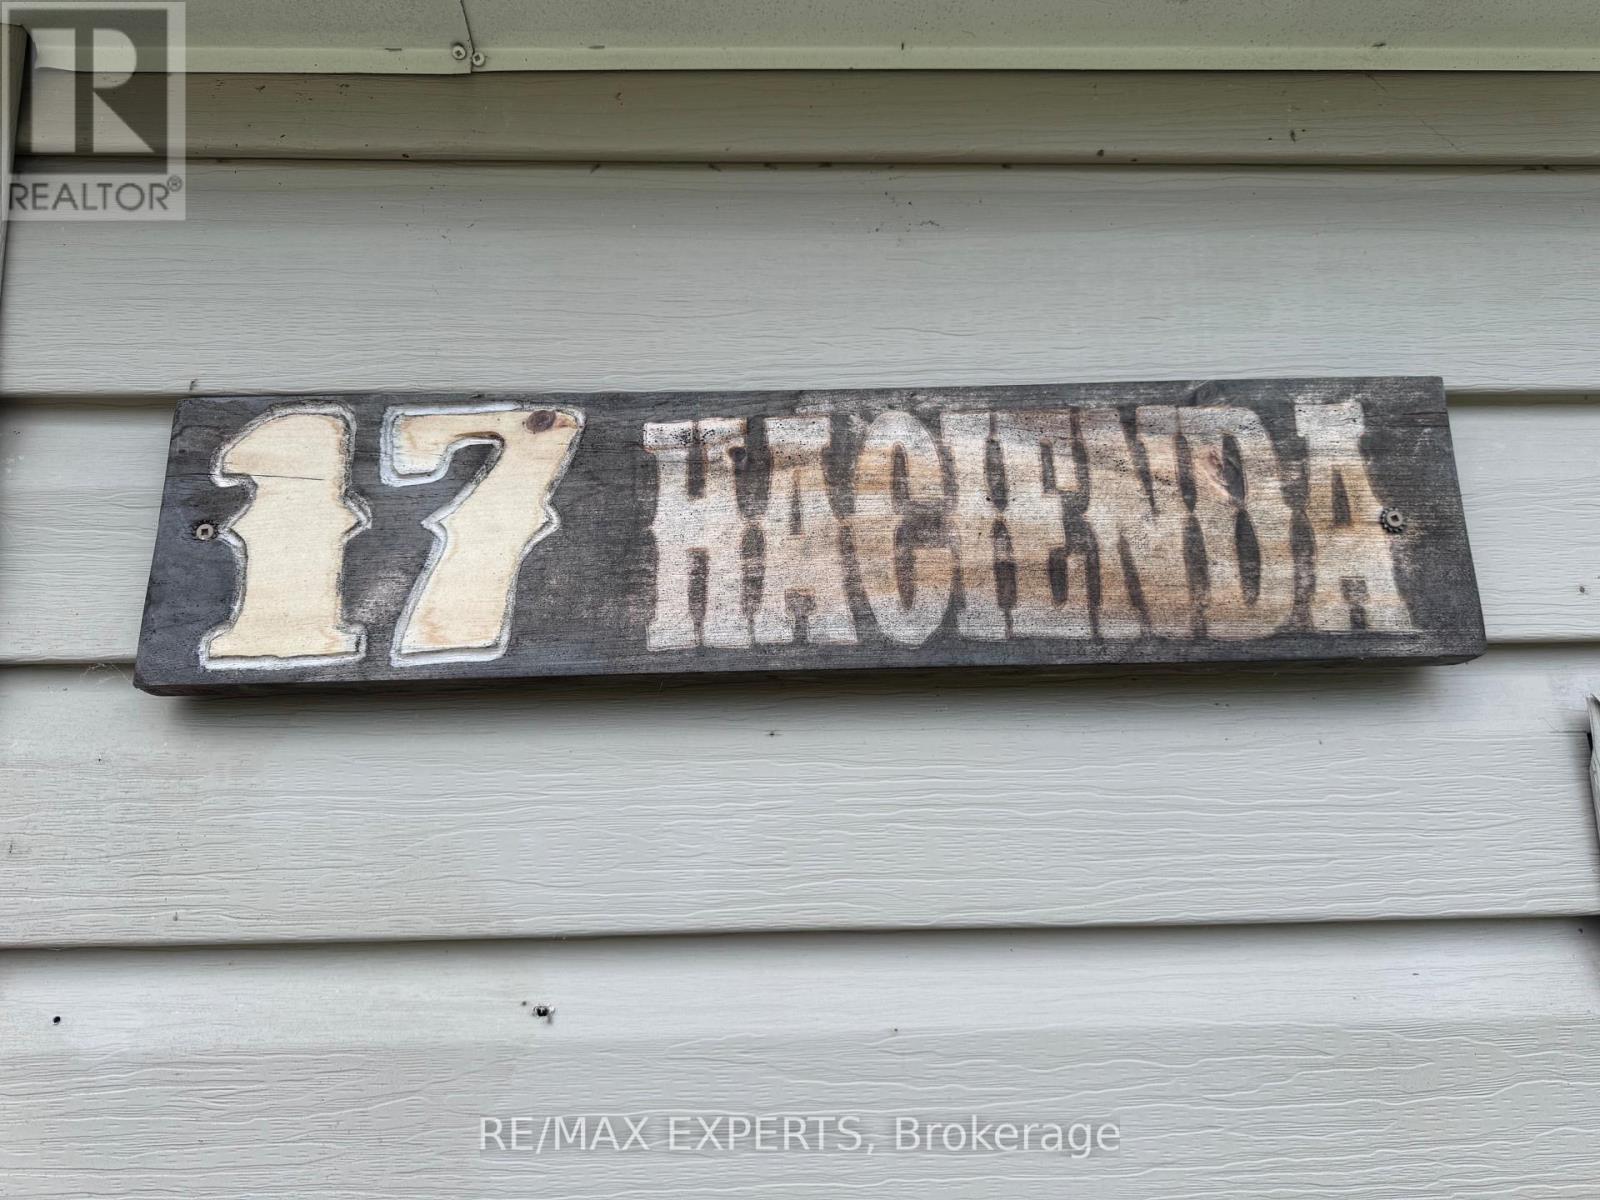 R
REALTOR®
17 HACIENDA
RE/MAX EXPERTS, Brokerage